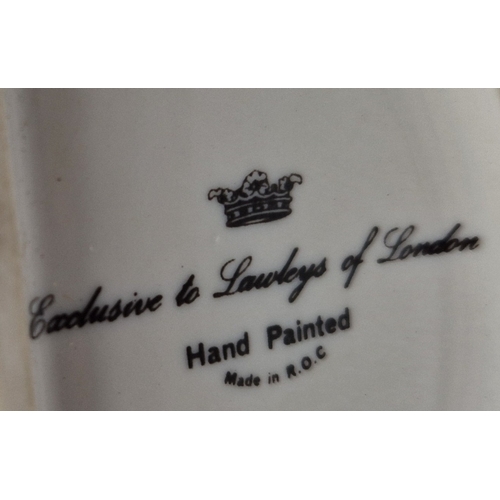 Exclusive to Lawleys of London
Hand Painted
Made in R.O.C